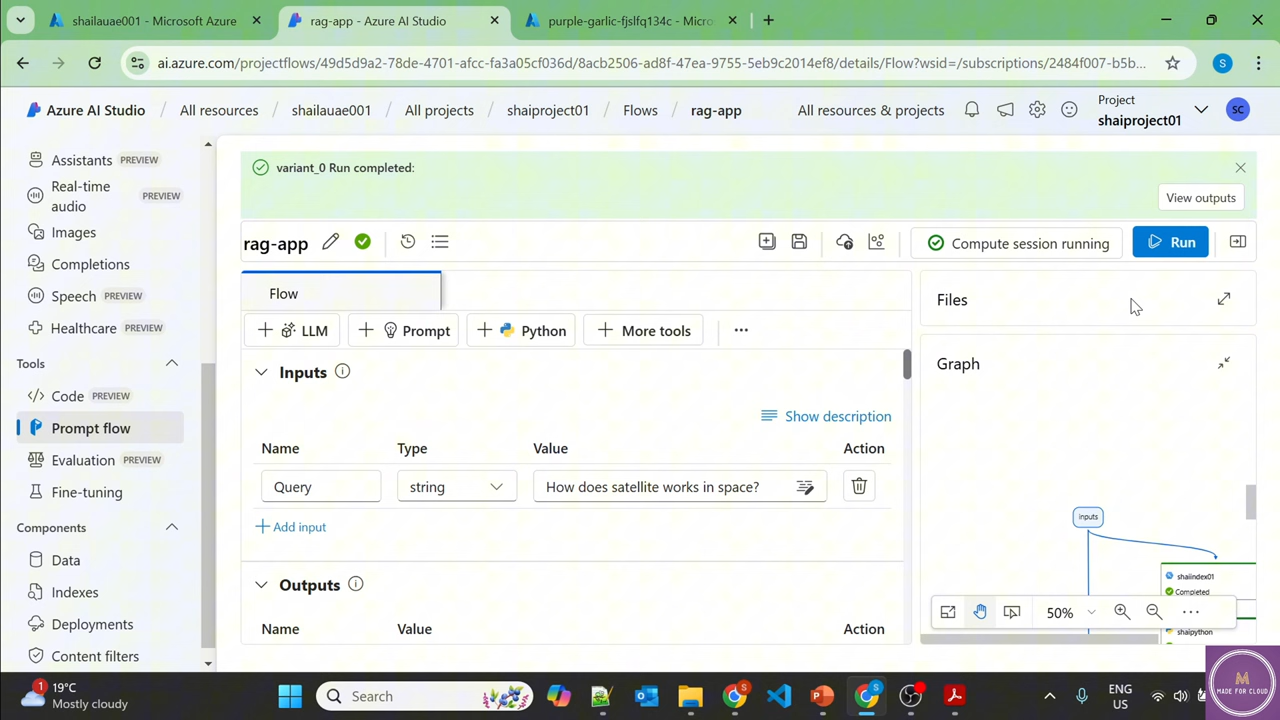 shailauae001 - Microsoft Azure
rag-app - Azure AI Studio
purple-garlic-fjslfq134c - Micro
ai.azure.com/projectflows/49d5d9a2-78de-4701-afcc-fa3a05cf036d/8acb2506-ad8f-47ea-9755-5eb9c2014ef8/details/Flow?wsid=/subscriptions/2484f007-b5b...
S
Azure AI Studio / All resources / shailauae001 / All projects / shaiproject01 / Flows / rag-app
All resources & projects
Project
shaiproject01
SC
Assistants PREVIEW
Real-time audio PREVIEW
Images
Completions
Speech PREVIEW
Healthcare PREVIEW
Tools
Code PREVIEW
Prompt flow
Evaluation PREVIEW
Fine-tuning
Components
Data
Indexes
Deployments
Content filters
variant_0 Run completed:
View outputs
rag-app
Compute session running
Run
Flow
LLM
Prompt
Python
More tools
Inputs
Show description
Name Type Value Action
Query string How does satellite works in space?
Add input
Outputs
Name Value Action
Files
Graph
inputs
shaiindex01
Completed
shaipython
50%
1
19°C
Mostly cloudy
Search
ENG
US
M
MADE FOR CLOUD